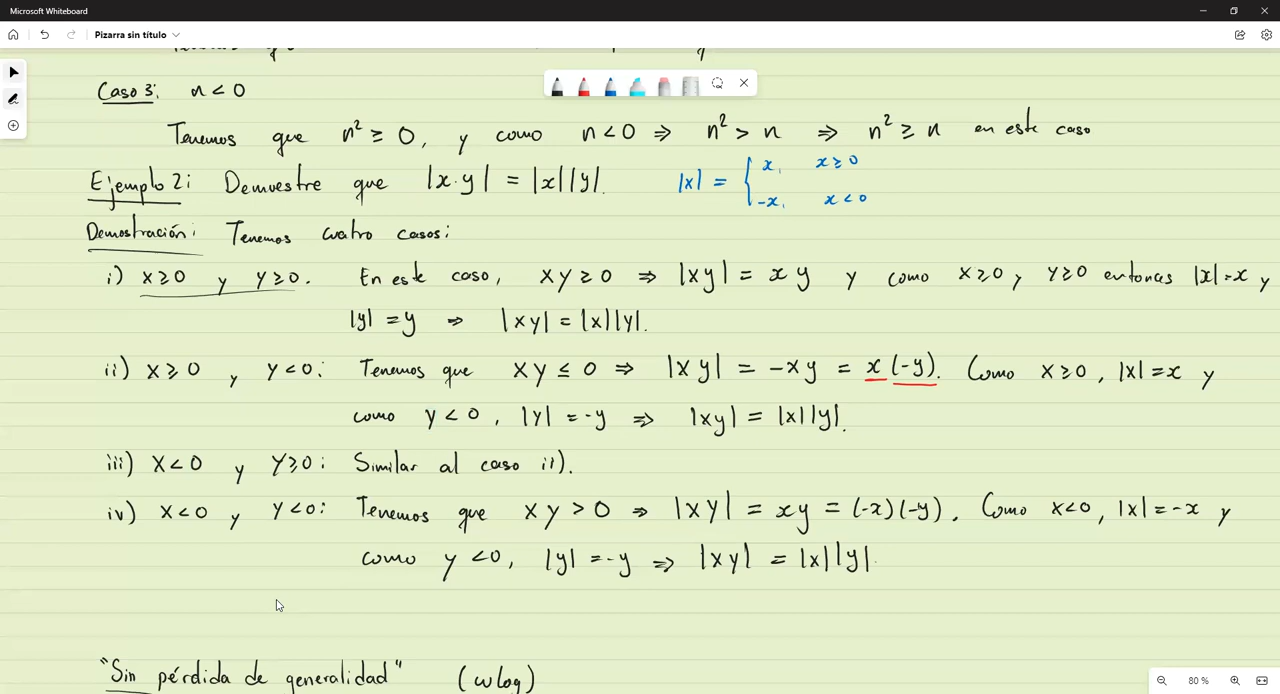 Microsoft Whiteboard
Pizarra sin título
Caso 3: n < 0
Tenemos que n² ≥ 0, y como n < 0 ⇒ n² > n ⇒ n² ≥ n en este caso
Ejemplo 2: Demuestre que |x·y| = |x||y|. |x| = { x, x ≥ 0
-x, x < 0
Demostración: Tenemos cuatro casos:
i) x ≥ 0 y y ≥ 0. En este caso, xy ≥ 0 ⇒ |xy| = xy y como x ≥ 0 y y ≥ 0 entonces |x| = x y
|y| = y ⇒ |xy| = |x||y|.
ii) x ≥ 0 y y < 0: Tenemos que xy ≤ 0 ⇒ |xy| = -xy = x(-y). Como x ≥ 0, |x| = x y
como y < 0, |y| = -y ⇒ |xy| = |x||y|.
iii) x < 0 y y ≥ 0: Similar al caso ii).
iv) x < 0 y y < 0: Tenemos que xy > 0 ⇒ |xy| = xy = (-x)(-y). Como x < 0, |x| = -x y
como y < 0, |y| = -y ⇒ |xy| = |x||y|.
"Sin pérdida de generalidad" (wlog)
80 %